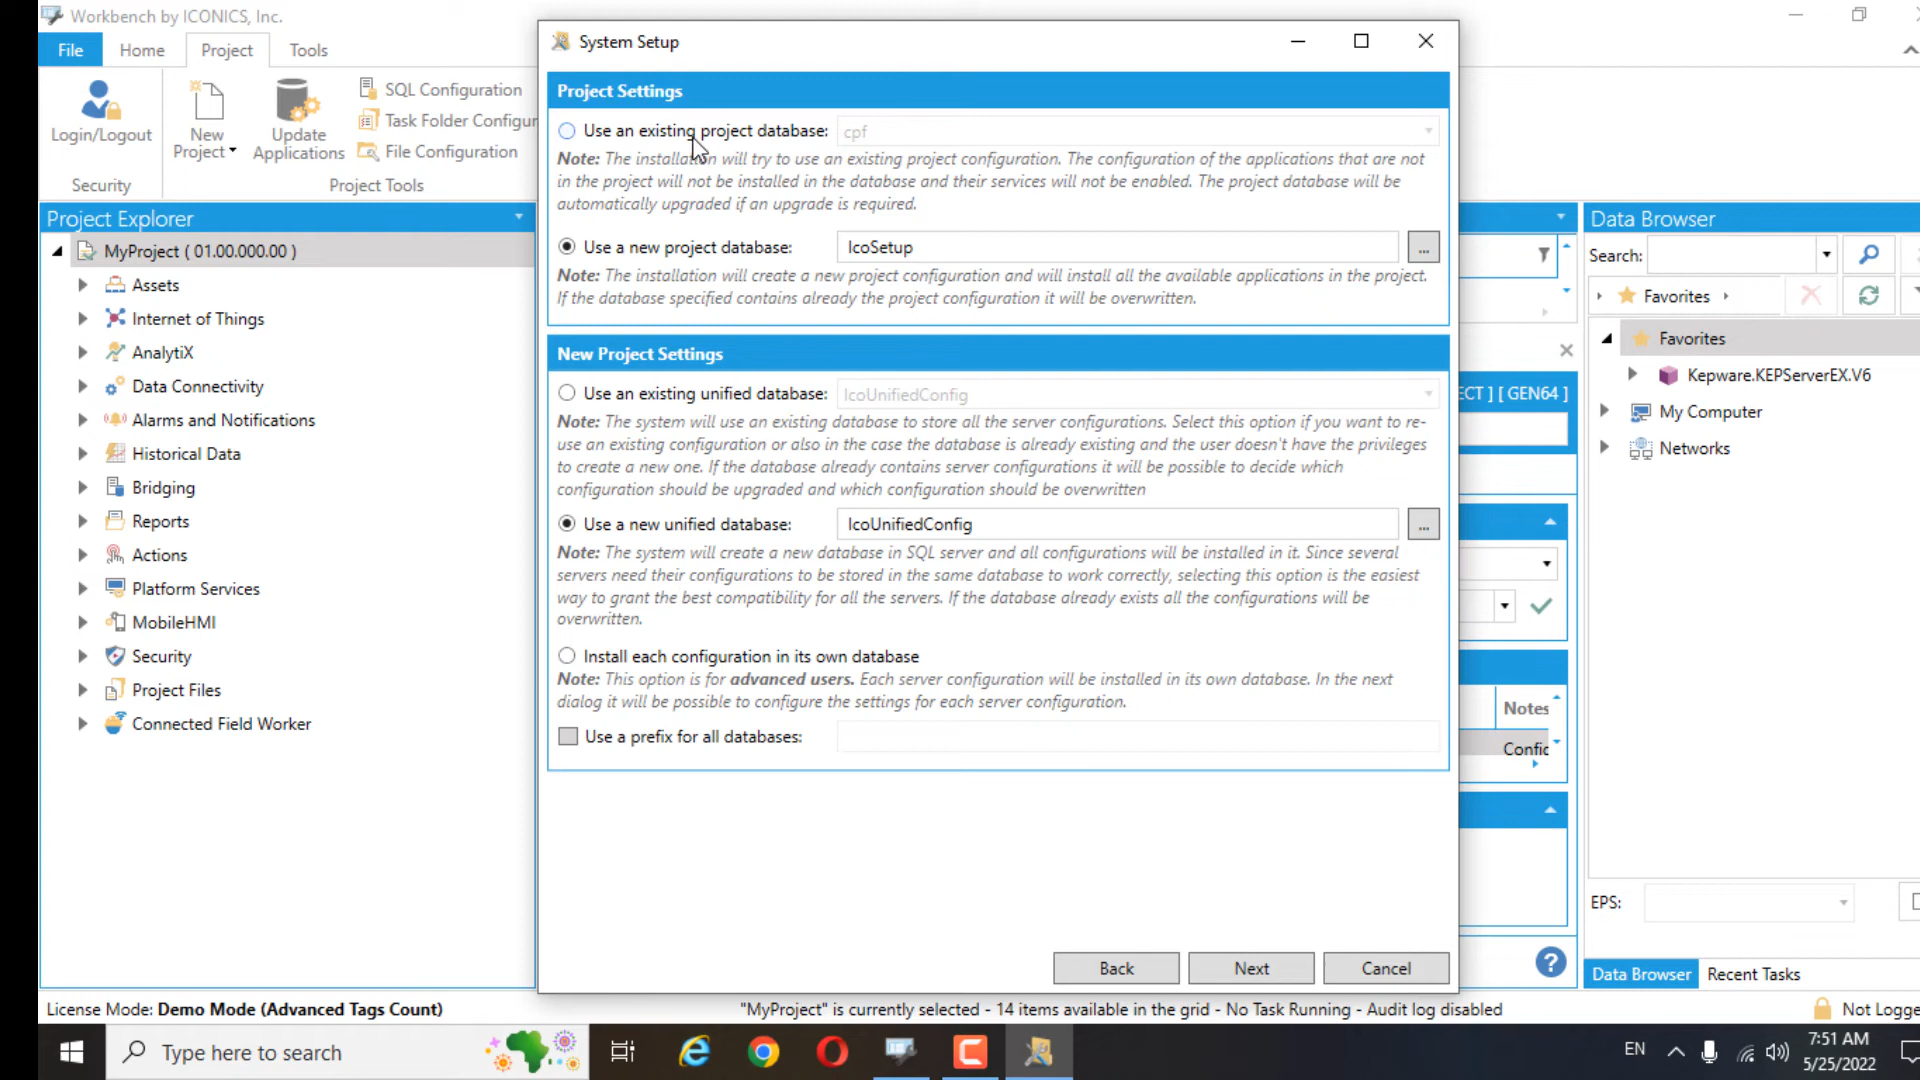 Workbench by ICONICS, Inc.
File Home Project Tools
Login/Logout
Security
New Project
Update Applications
SQL Configuration
Task Folder Configur
File Configuration
Project Tools
Project Explorer
MyProject ( 01.00.000.00 )
Assets
Internet of Things
AnalytiX
Data Connectivity
Alarms and Notifications
Historical Data
Bridging
Reports
Actions
Platform Services
MobileHMI
Security
Project Files
Connected Field Worker
System Setup
Project Settings
Use an existing project database: cpf
Note: The installation will try to use an existing project configuration. The configuration of the applications that are not
in the project will not be installed in the database and their services will not be enabled. The project database will be
automatically upgraded if an upgrade is required.
Use a new project database: IcoSetup ...
Note: The installation will create a new project configuration and will install all the available applications in the project.
If the database specified contains already the project configuration it will be overwritten.
New Project Settings
Use an existing unified database: IcoUnifiedConfig
Note: The system will use an existing database to store all the server configurations. Select this option if you want to re-
use an existing configuration or also in the case the database is already existing and the user doesn't have the privileges
to create a new one. If the database already contains server configurations it will be possible to decide which
configuration should be upgraded and which configuration should be overwritten
Use a new unified database: IcoUnifiedConfig ...
Note: The system will create a new database in SQL server and all configurations will be installed in it. Since several
servers need their configurations to be stored in the same database to work correctly, selecting this option is the easiest
way to grant the best compatibility for all the servers. If the database already exists all the configurations will be
overwritten.
Install each configuration in its own database
Note: This option is for advanced users. Each server configuration will be installed in its own database. In the next
dialog it will be possible to configure the settings for each server configuration.
Use a prefix for all databases:
Back Next Cancel
ECT ] [ GEN64 ]
Notes
Confic
Data Browser
Search:
Favorites
Favorites
Kepware.KEPServerEX.V6
My Computer
Networks
EPS:
Data Browser Recent Tasks
License Mode: Demo Mode (Advanced Tags Count)
"MyProject" is currently selected - 14 items available in the grid - No Task Running - Audit log disabled
Not Logge
Type here to search
EN
7:51 AM
5/25/2022